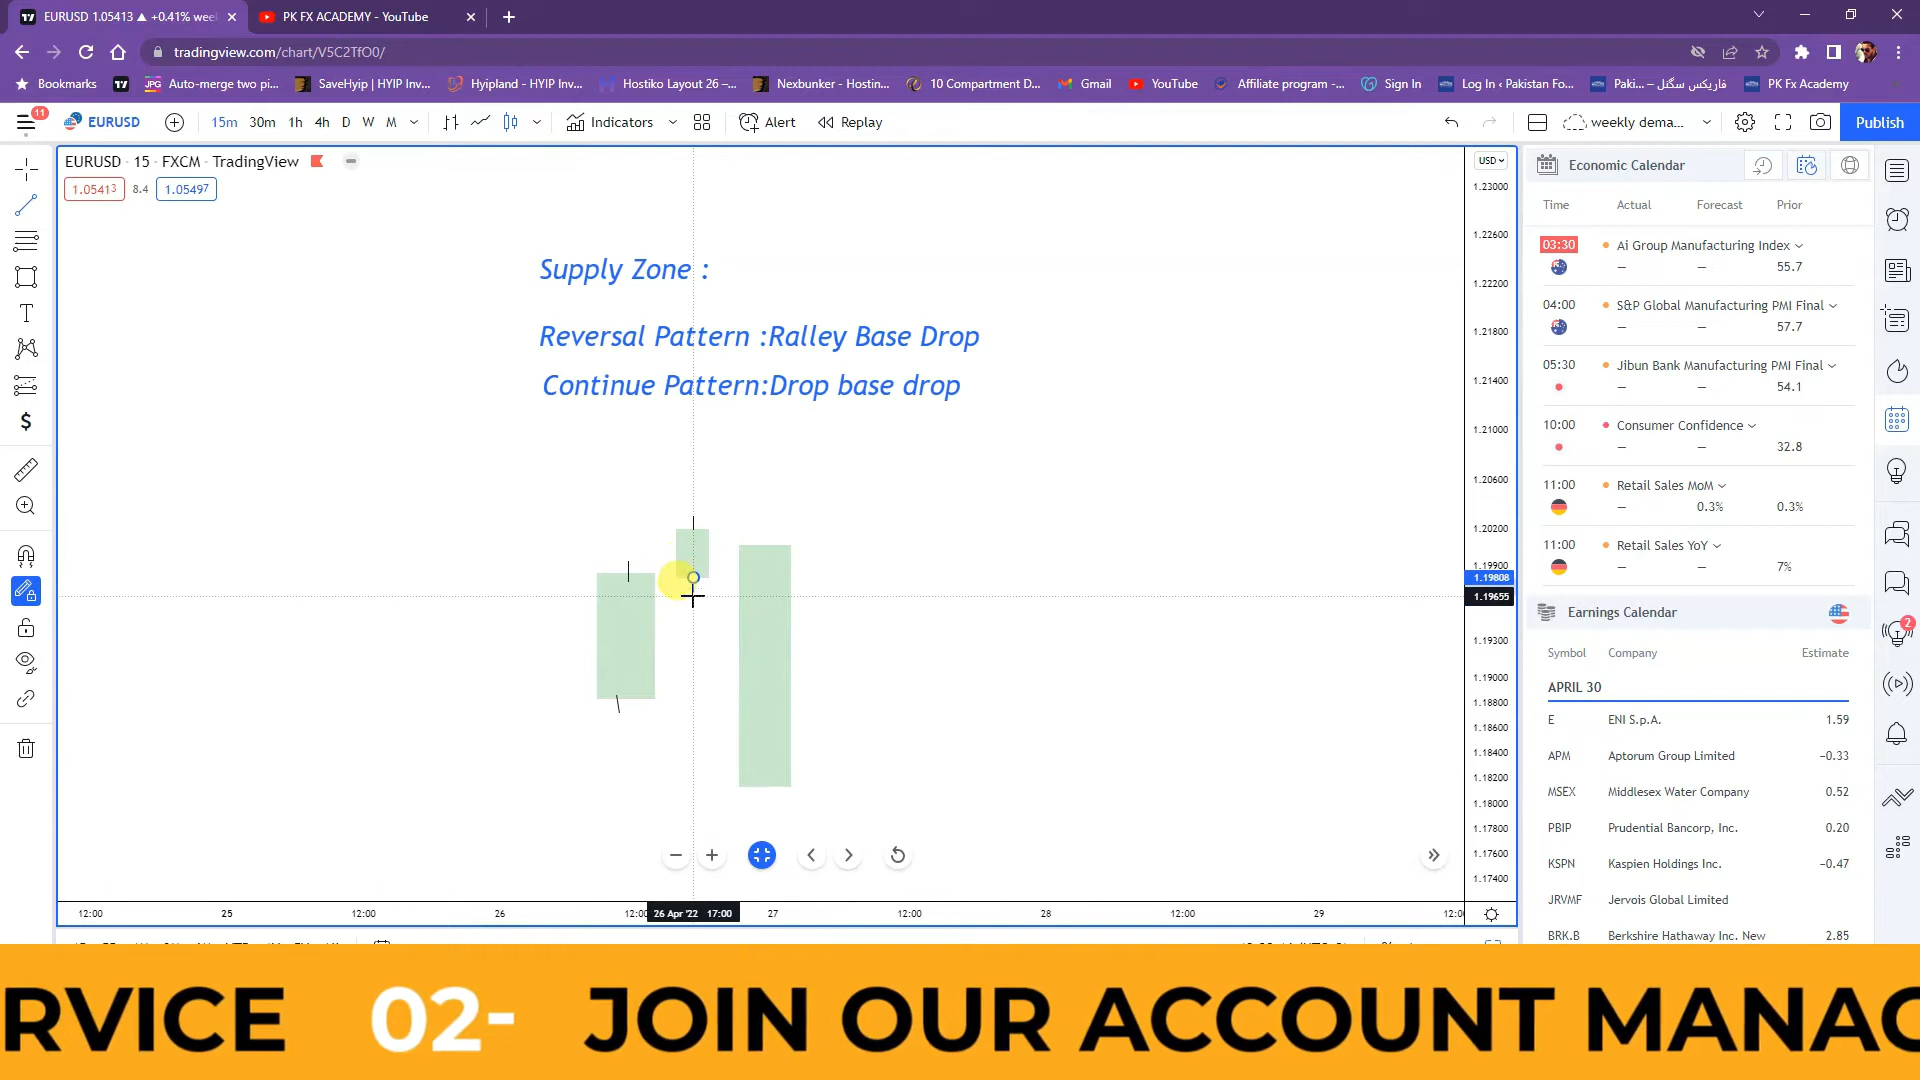 EURUSD 1.05413 ▲ +0.41% wee
PK FX ACADEMY - YouTube
tradingview.com/chart/V5C2TfO0/
Bookmarks
Auto-merge two pi...
SaveHyip | HYIP Inv...
Hyipland - HYIP Inv...
Hostiko Layout 26 –...
Nexbunker - Hostin...
10 Compartment D...
Gmail
YouTube
Affiliate program -...
Sign In
Log In ‹ Pakistan Fo...
Paki... – فاریکس سگنل
PK Fx Academy
11
EURUSD
15m 30m 1h 4h D W M
Indicators
Alert
Replay
weekly dema...
Publish
EURUSD · 15 · FXCM · TradingView
1.05413 8.4 1.05497
Supply Zone :
Reversal Pattern :Ralley Base Drop
Continue Pattern:Drop base drop
USD
1.23000
1.22600
1.22200
1.21800
1.21400
1.21000
1.20600
1.20200
1.19900
1.19808
1.19655
1.19300
1.19000
1.18800
1.18600
1.18400
1.18200
1.18000
1.17800
1.17600
1.17400
12:00 25 12:00 26 12:00 26 Apr '22 17:00 27 12:00 28 12:00 29
Economic Calendar
Time Actual Forecast Prior
03:30 Ai Group Manufacturing Index
— — 55.7
04:00 S&P Global Manufacturing PMI Final
— — 57.7
05:30 Jibun Bank Manufacturing PMI Final
— — 54.1
10:00 Consumer Confidence
— — 32.8
11:00 Retail Sales MoM
— 0.3% 0.3%
11:00 Retail Sales YoY
— 7%
Earnings Calendar
Symbol Company Estimate
APRIL 30
E ENI S.p.A. 1.59
APM Aptorum Group Limited −0.33
MSEX Middlesex Water Company 0.52
PBIP Prudential Bancorp, Inc. 0.20
KSPN Kaspien Holdings Inc. −0.47
JRVMF Jervois Global Limited
BRK.B Berkshire Hathaway Inc. New 2.85
2
RVICE 02- JOIN OUR ACCOUNT MANAG